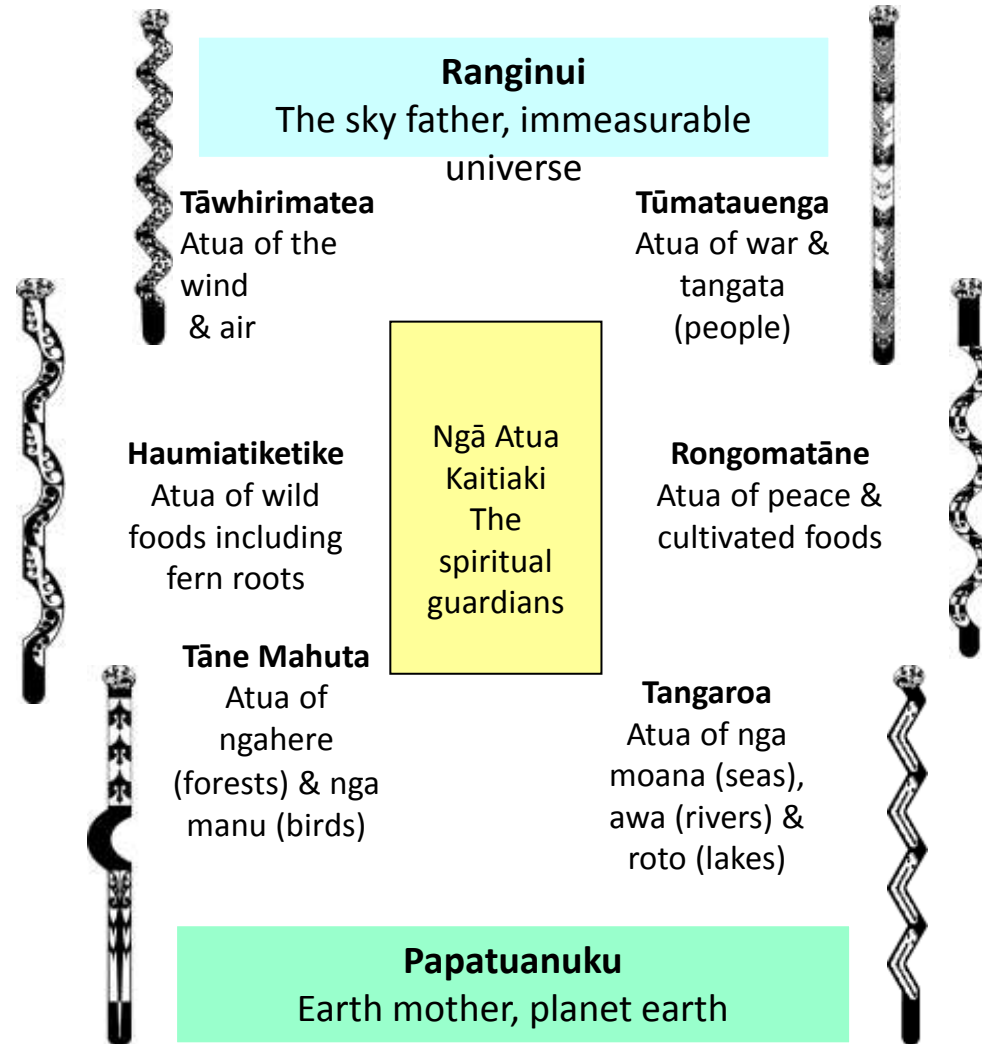 Ranginui
The sky father, immeasurable
universe
Tāwhirimatea
Atua of the
wind
& air
Tūmatauenga
Atua of war &
tangata
(people)
Haumiatiketike
Atua of wild
foods including
fern roots
Ngā Atua
Kaitiaki
The
spiritual
guardians
Rongomatāne
Atua of peace &
cultivated foods
Tāne Mahuta
Atua of
ngahere
(forests) & nga
manu (birds)
Tangaroa
Atua of nga
moana (seas),
awa (rivers) &
roto (lakes)
Papatuanuku
Earth mother, planet earth